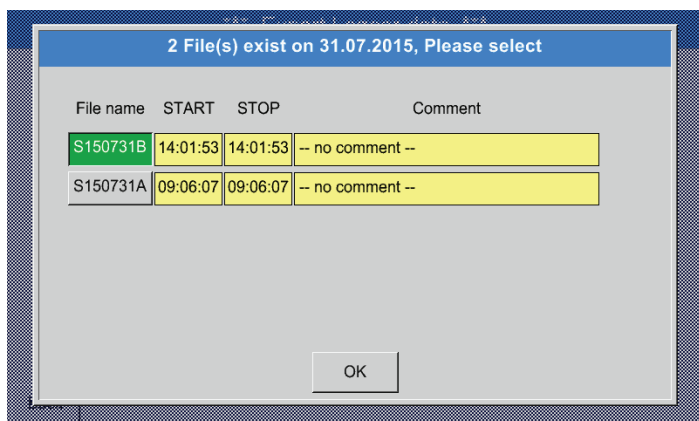 2 File(s) exist on 31.07.2015, Please select
File name START STOP Comment
S150731B 14:01:53 14:01:53 -- no comment --
S150731A 09:06:07 09:06:07 -- no comment --
OK